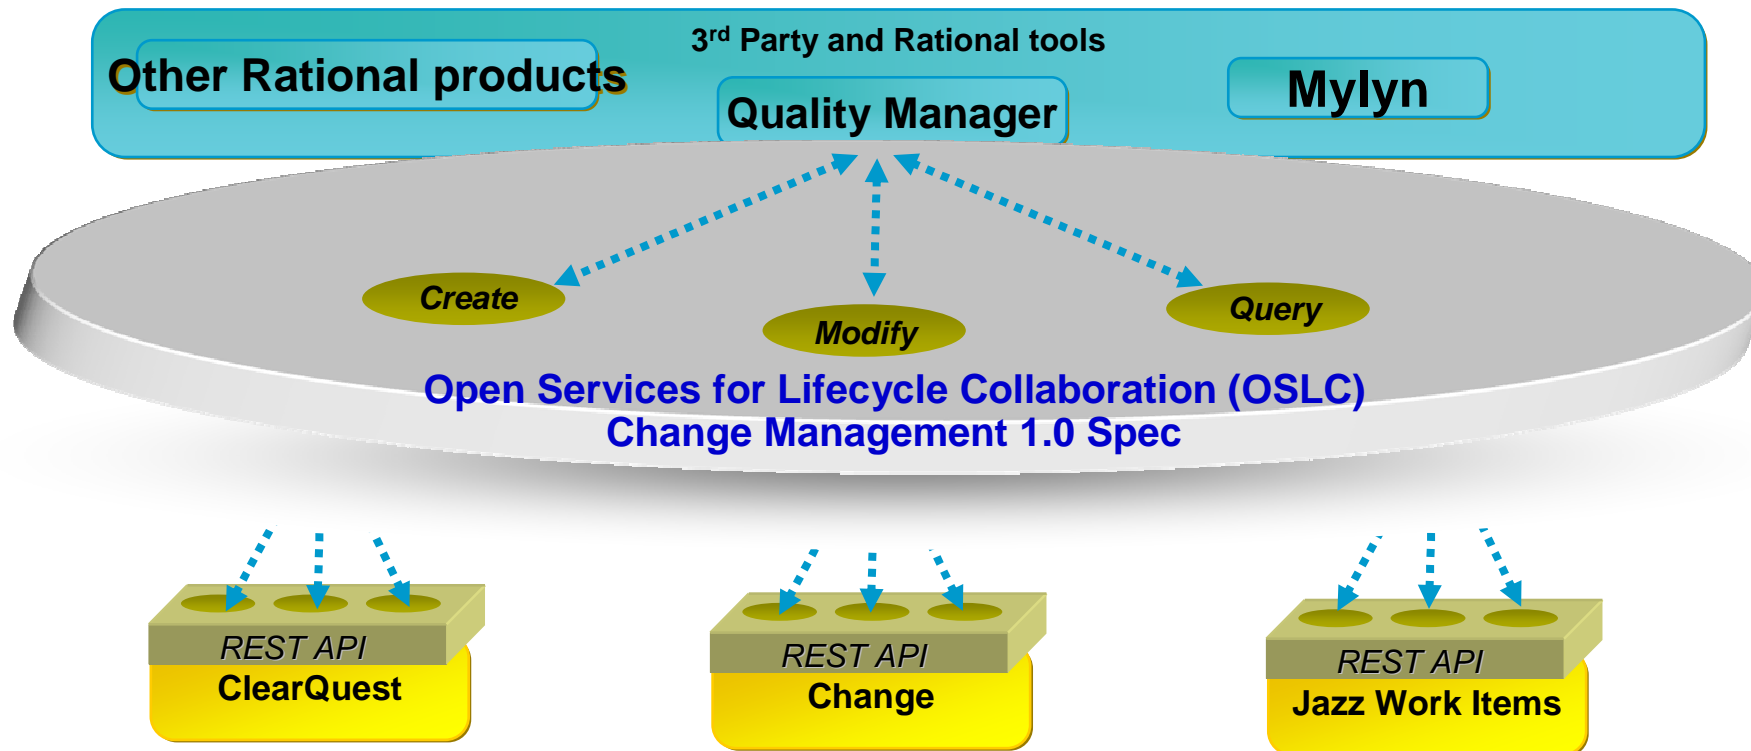 3rd Party and Rational tools
Other Rational products
Quality Manager
Mylyn
Create
Modify
Query
Open Services for Lifecycle Collaboration (OSLC)
Change Management 1.0 Spec
REST API
ClearQuest
REST API
Change
REST API
Jazz Work Items